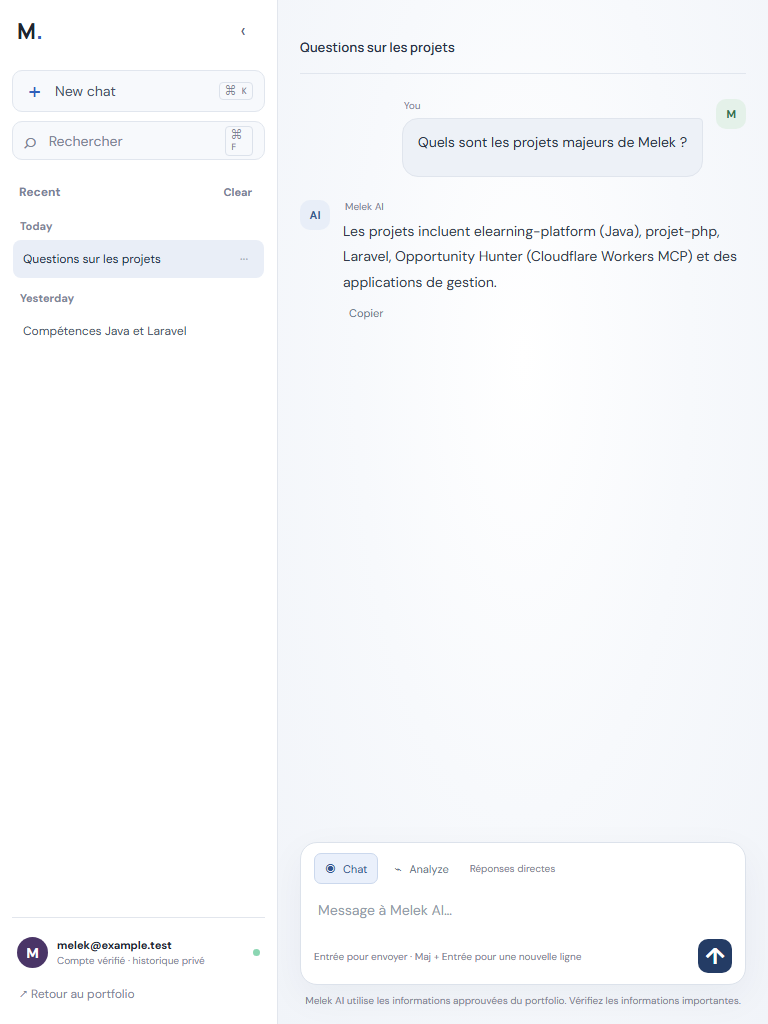 M.
New chat
⌘ K
Rechercher
⌘
F
Recent
Clear
Today
Questions sur les projets
...
Yesterday
Compétences Java et Laravel
M
melek@example.test
Compte vérifié · historique privé
↗ Retour au portfolio
Questions sur les projets
You
M
Quels sont les projets majeurs de Melek ?
AI
Melek AI
Les projets incluent elearning-platform (Java), projet-php,
Laravel, Opportunity Hunter (Cloudflare Workers MCP) et des
applications de gestion.
Copier
Chat
Analyze
Réponses directes
Message à Melek AI...
Entrée pour envoyer · Maj + Entrée pour une nouvelle ligne
Melek AI utilise les informations approuvées du portfolio. Vérifiez les informations importantes.